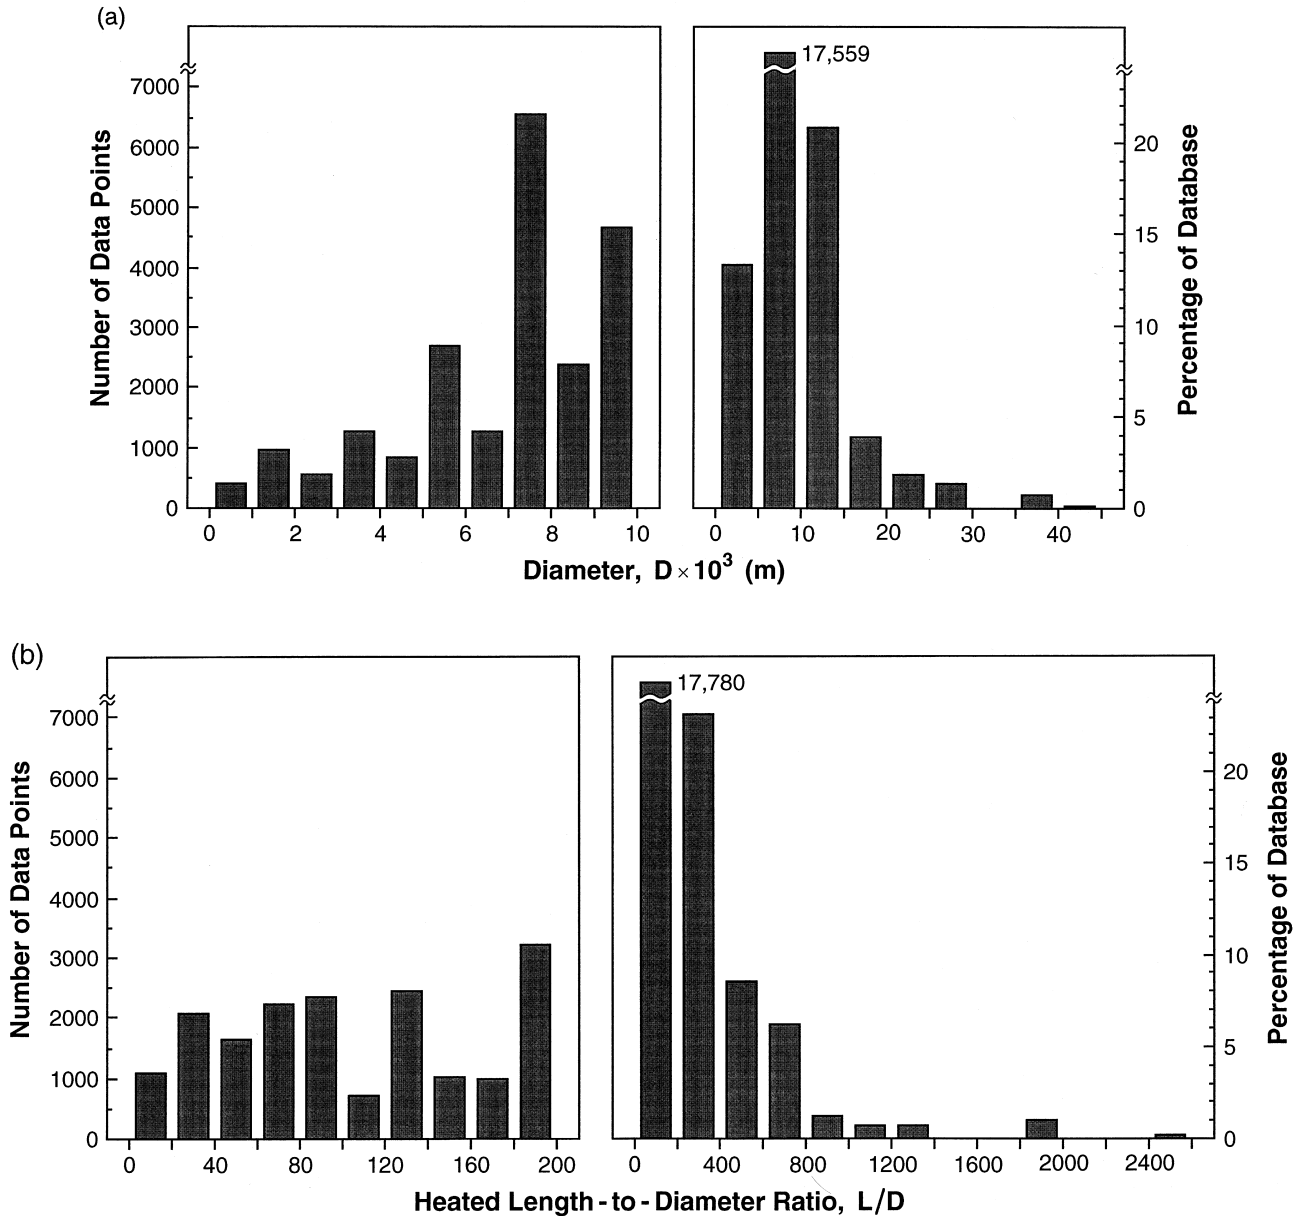 (a)
17,559
7000
6000
5000
4000
3000
2000
1000
0
Number of Data Points
20
15
10
5
0
Percentage of Database
0 2 4 6 8 10 0 10 20 30 40
Diameter, D × 10³ (m)
(b)
17,780
7000
6000
5000
4000
3000
2000
1000
0
Number of Data Points
20
15
10
5
0
Percentage of Database
0 40 80 120 160 200 0 400 800 1200 1600 2000 2400
Heated Length - to - Diameter Ratio, L/D